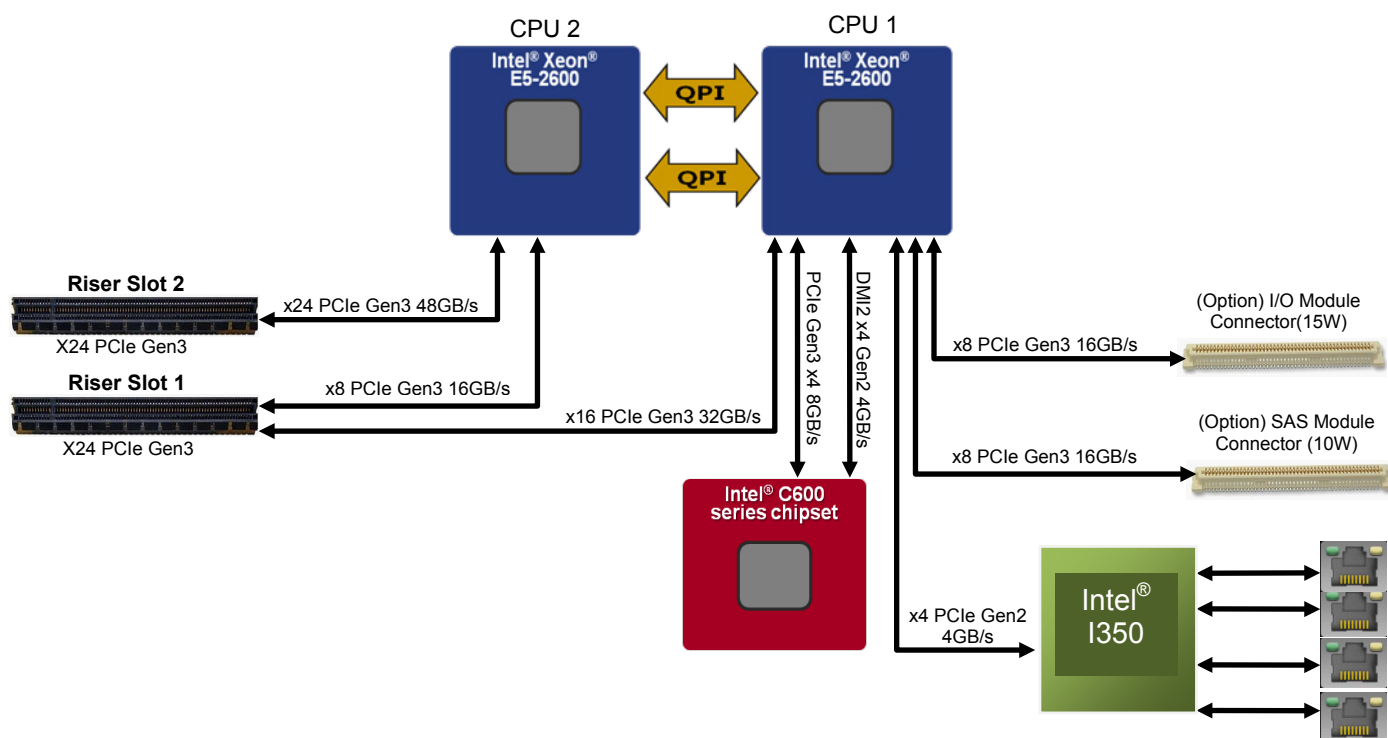 CPU 2
CPU 1
Intel® Xeon®
E5-2600
Intel® Xeon®
E5-2600
QPI
QPI
Riser Slot 2
X24 PCIe Gen3
x24 PCIe Gen3 48GB/s
Riser Slot 1
X24 PCIe Gen3
x8 PCIe Gen3 16GB/s
x16 PCIe Gen3 32GB/s
PCIe Gen3 x4 8GB/s
DMI2 x4 Gen2 4GB/s
(Option) I/O Module
Connector(15W)
x8 PCIe Gen3 16GB/s
(Option) SAS Module
Connector (10W)
x8 PCIe Gen3 16GB/s
Intel® C600
series chipset
x4 PCIe Gen2
4GB/s
Intel®
I350